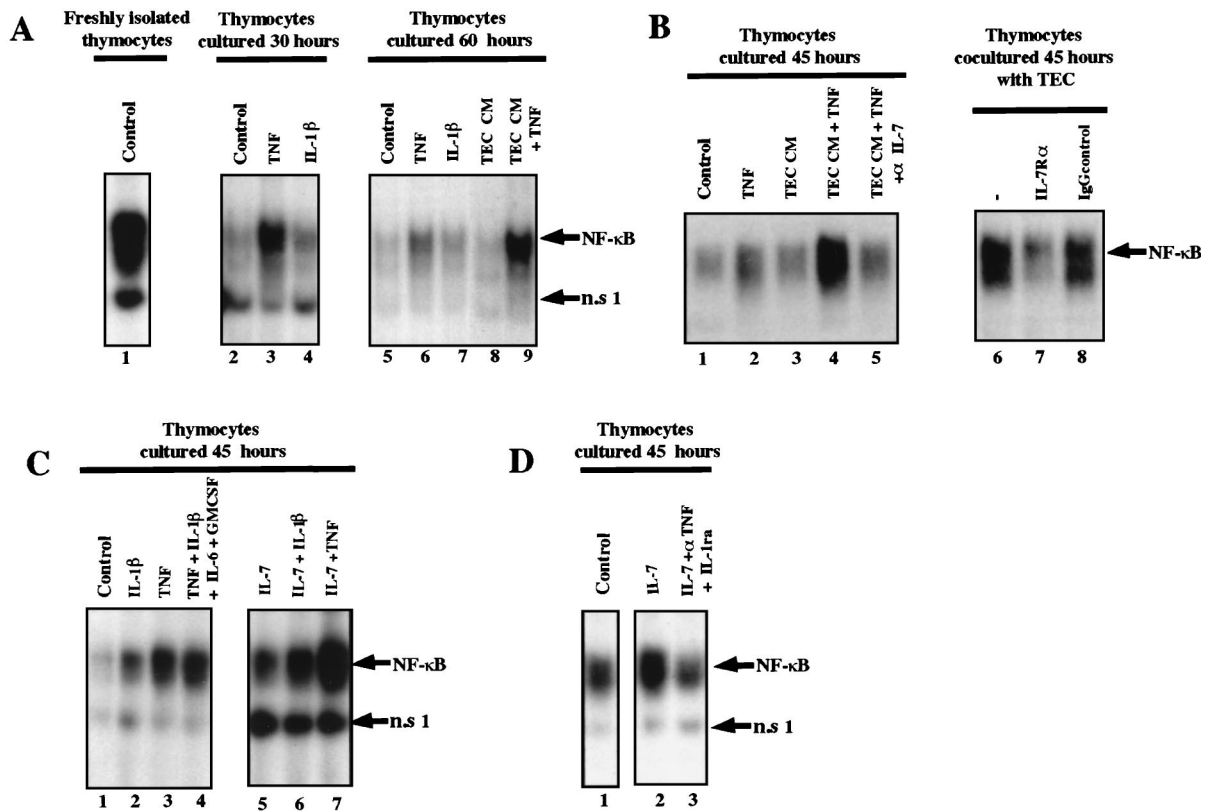 A
Freshly isolated
thymocytes
Control
1
Thymocytes
cultured 30 hours
Control
TNF
IL-1β
2 3 4
Thymocytes
cultured 60 hours
Control
TNF
IL-1β
TEC CM
TEC CM
+ TNF
NF-κB
n.s 1
5 6 7 8 9
B
Thymocytes
cultured 45 hours
Control
TNF
TEC CM
TEC CM + TNF
TEC CM + TNF
+α IL-7
1 2 3 4 5
Thymocytes
cocultured 45 hours
with TEC
-
IL-7Rα
IgGcontrol
NF-κB
6 7 8
C
Thymocytes
cultured 45 hours
Control
IL-1β
TNF
TNF + IL-1β
+ IL-6 + GMCSF
1 2 3 4
IL-7
IL-7 + IL-1β
IL-7 +TNF
NF-κB
n.s 1
5 6 7
D
Thymocytes
cultured 45 hours
Control
IL-7
IL-7 +α TNF
+ IL-1ra
NF-κB
n.s 1
1 2 3